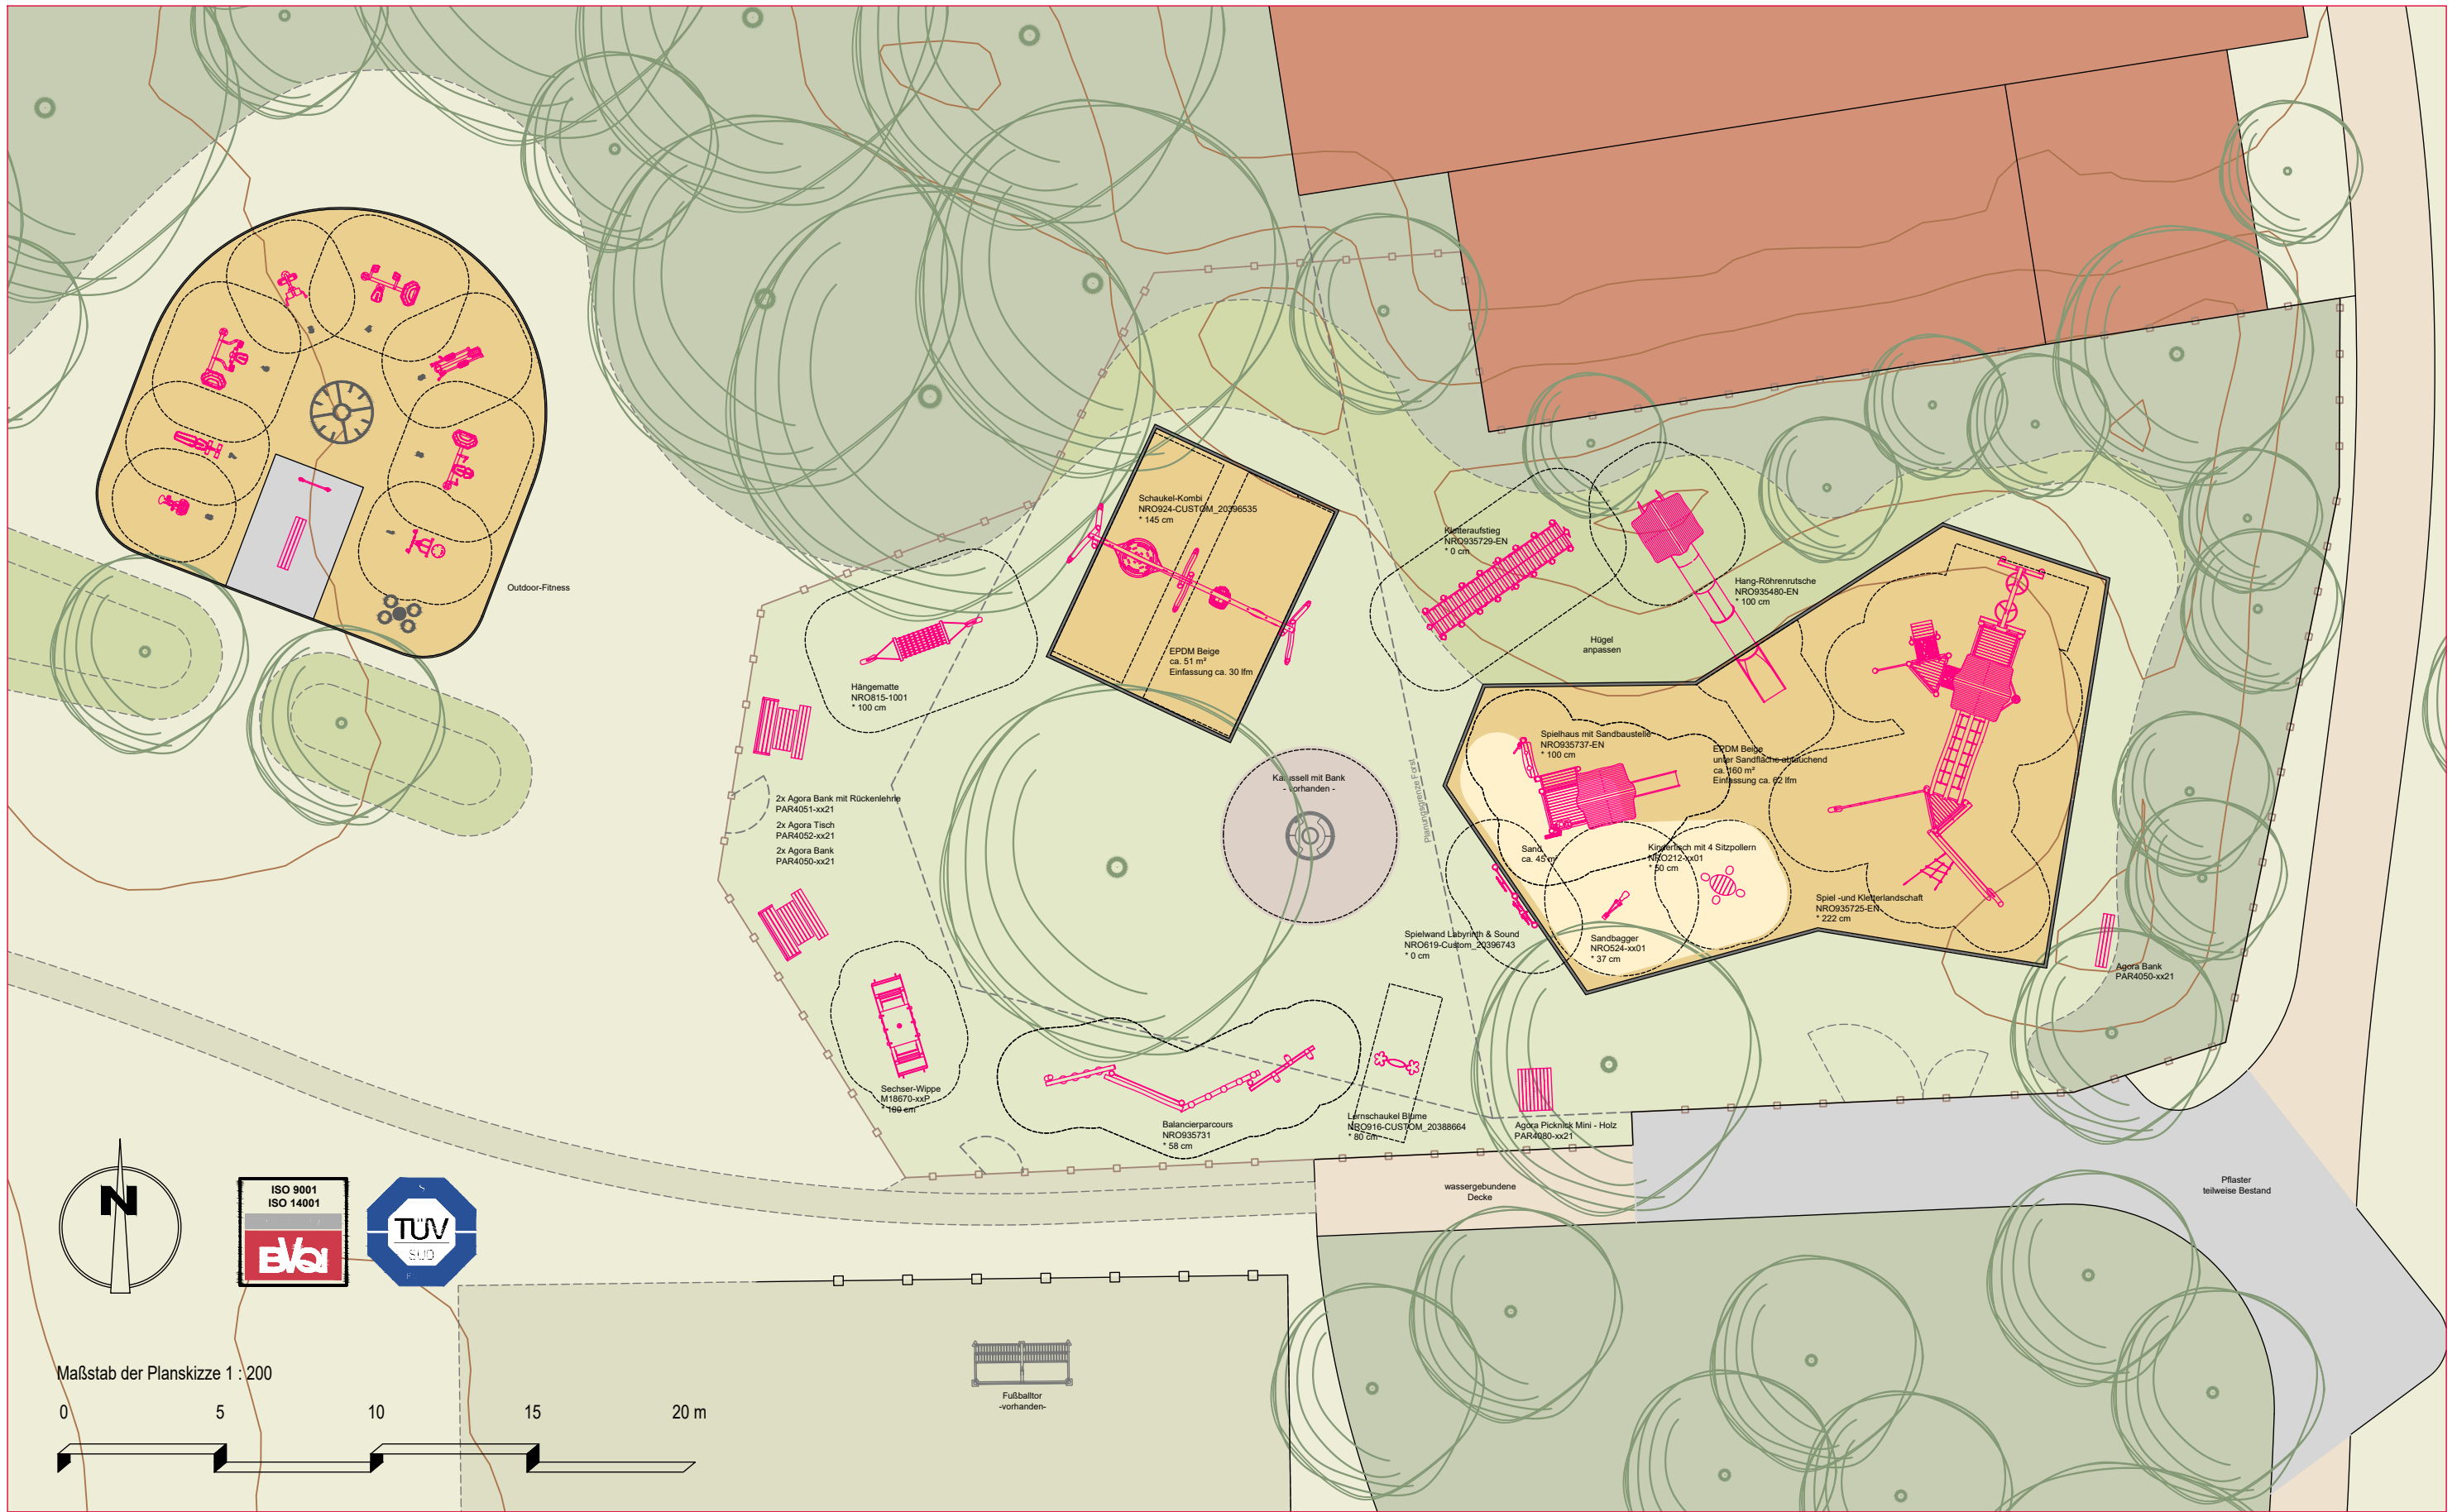 Schaukel-Kombi
NRO924-CUSTOM_20396535
* 145 cm
EPDM Beige
ca. 51 m²
Einfassung ca. 30 lfm
Kletteraufstieg
NRO935729-EN
* 0 cm
Hang-Röhrenrutsche
NRO935480-EN
* 100 cm
Hügel
anpassen
Outdoor-Fitness
Hängematte
NRO815-1001
* 100 cm
Spielhaus mit Sandbaustelle
NRO935737-EN
* 100 cm
EPDM Beige
unter Sandfläche abtauchend
ca. 160 m²
Einfassung ca. 62 lfm
Karussell mit Bank
- vorhanden -
Planungsgrenze Forst
2x Agora Bank mit Rückenlehne
PAR4051-xx21
2x Agora Tisch
PAR4052-xx21
2x Agora Bank
PAR4050-xx21
Sand
ca. 45 m²
Kindertisch mit 4 Sitzpollern
NRO212-xx01
* 50 cm
Spiel -und Kletterlandschaft
NRO935725-EN
* 222 cm
Spielwand Labyrinth & Sound
NRO619-Custom_20396743
* 0 cm
Sandbagger
NRO524-xx01
* 37 cm
Agora Bank
PAR4050-xx21
Sechser-Wippe
M18670-xxP
* 100 cm
Balancierparcours
NRO935731
* 58 cm
Lernschaukel Blume
NRO916-CUSTOM_20388664
* 80 cm
Agora Picknick Mini - Holz
PAR4080-xx21
wassergebundene
Decke
Pflaster
teilweise Bestand
N
ISO 9001
ISO 14001
BVQI
TÜV
SÜD
Maßstab der Planskizze 1 : 200
0 5 10 15 20 m
Fußballtor
-vorhanden-